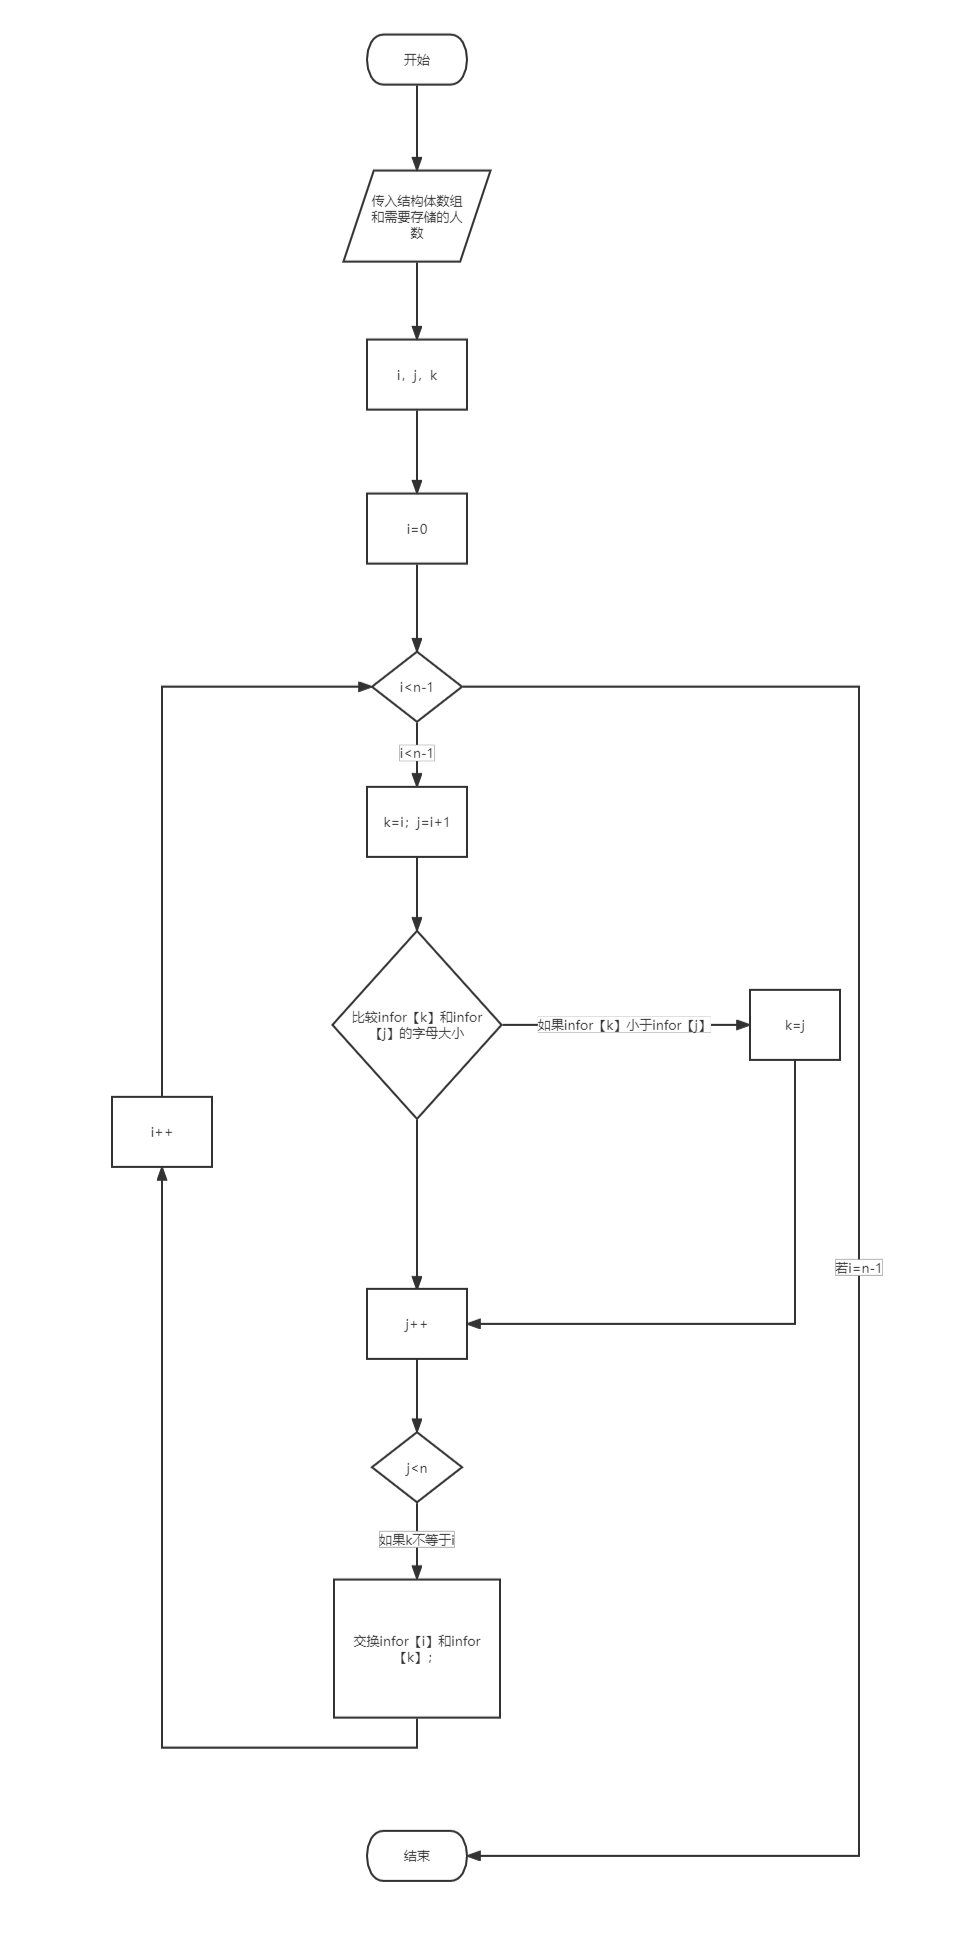 开始
传入结构体数组
和需要存储的人
数
i,  j,  k
i=0
i<n-1
i<n-1
k=i;  j=i+1
比较infor【k】和infor
【j】的字母大小
如果infor【k】小于infor【j】
k=j
i++
若i=n-1
j++
j<n
如果k不等于i
交换infor【i】和infor
【k】;
结束